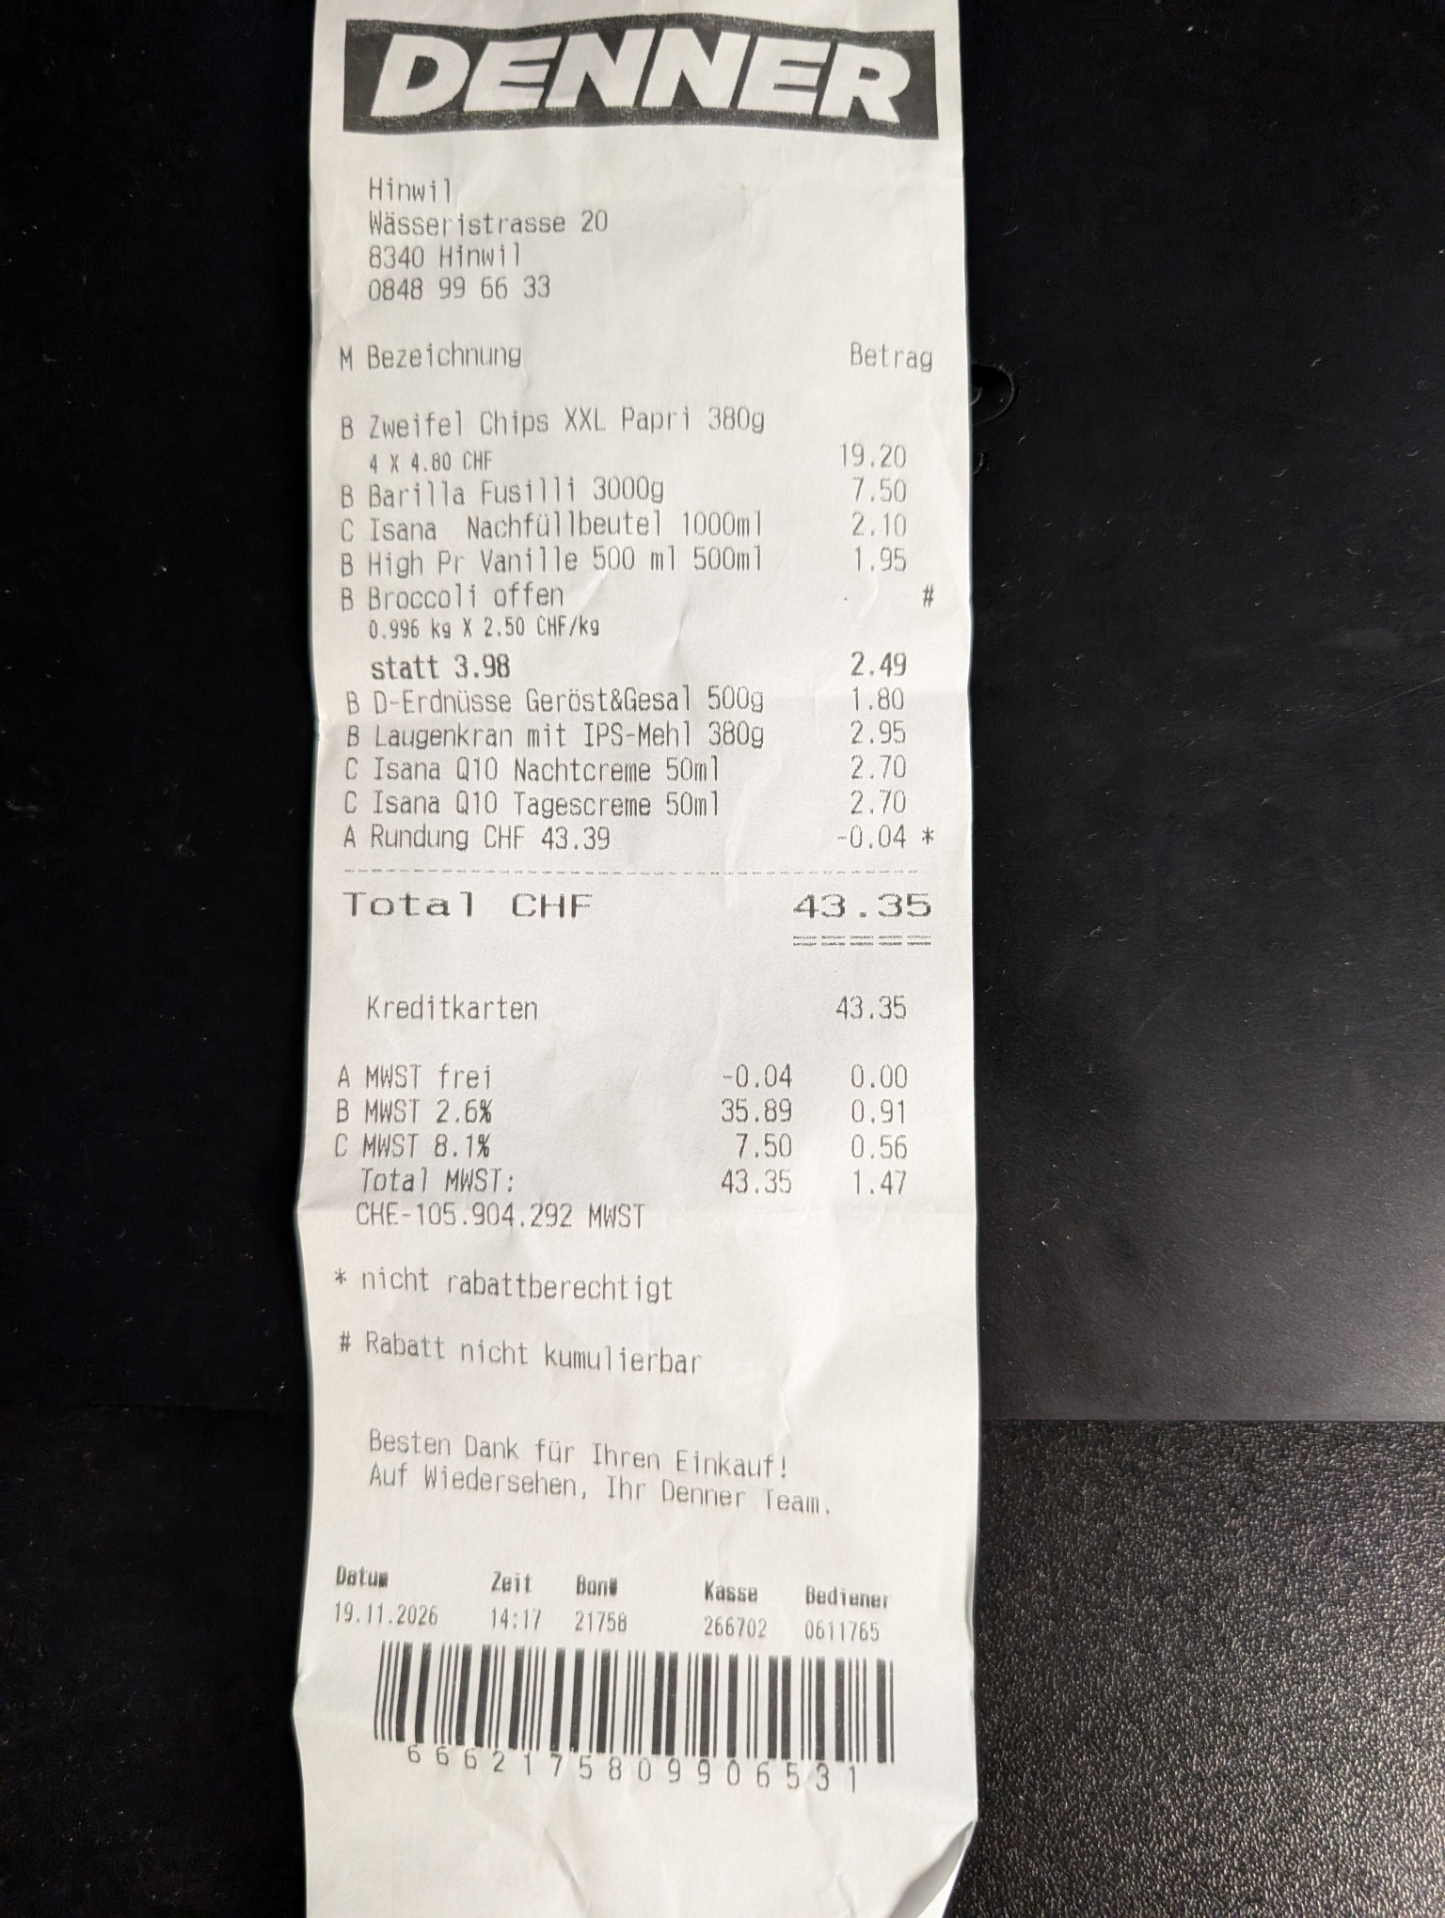 DENNER
Hinwil
Wässeristrasse 20
8340 Hinwil
0848 99 66 33
M Bezeichnung Betrag
B Zweifel Chips XXL Papri 380g
4 X 4.80 CHF 19.20
B Barilla Fusilli 3000g 7.50
C Isana Nachfüllbeutel 1000ml 2.10
B High Pr Vanille 500 ml 500ml 1.95
B Broccoli offen #
0.996 kg X 2.50 CHF/kg
statt 3.98 2.49
B D-Erdnüsse Geröst&Gesal 500g 1.80
B Laugenkran mit IPS-Mehl 380g 2.95
C Isana Q10 Nachtcreme 50ml 2.70
C Isana Q10 Tagescreme 50ml 2.70
A Rundung CHF 43.39 -0.04 *
Total CHF 43.35
Kreditkarten 43.35
A MWST frei -0.04 0.00
B MWST 2.6% 35.89 0.91
C MWST 8.1% 7.50 0.56
Total MWST: 43.35 1.47
CHE-105.904.292 MWST
* nicht rabattberechtigt
# Rabatt nicht kumulierbar
Besten Dank für Ihren Einkauf!
Auf Wiedersehen, Ihr Denner Team.
Datum Zeit Bon# Kasse Bediener
19.11.2026 14:17 21758 266702 0611765
6662175809906531